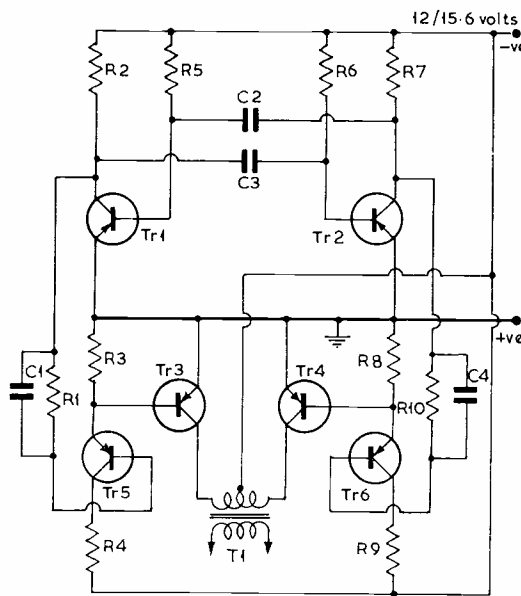 12/15·6 volts
-ve
R2
R5
R6
R7
C2
C3
Tr1
Tr2
+ve
R3
Tr3
Tr4
R8
C1
R1
R10
C4
Tr5
Tr6
R4
T1
R9